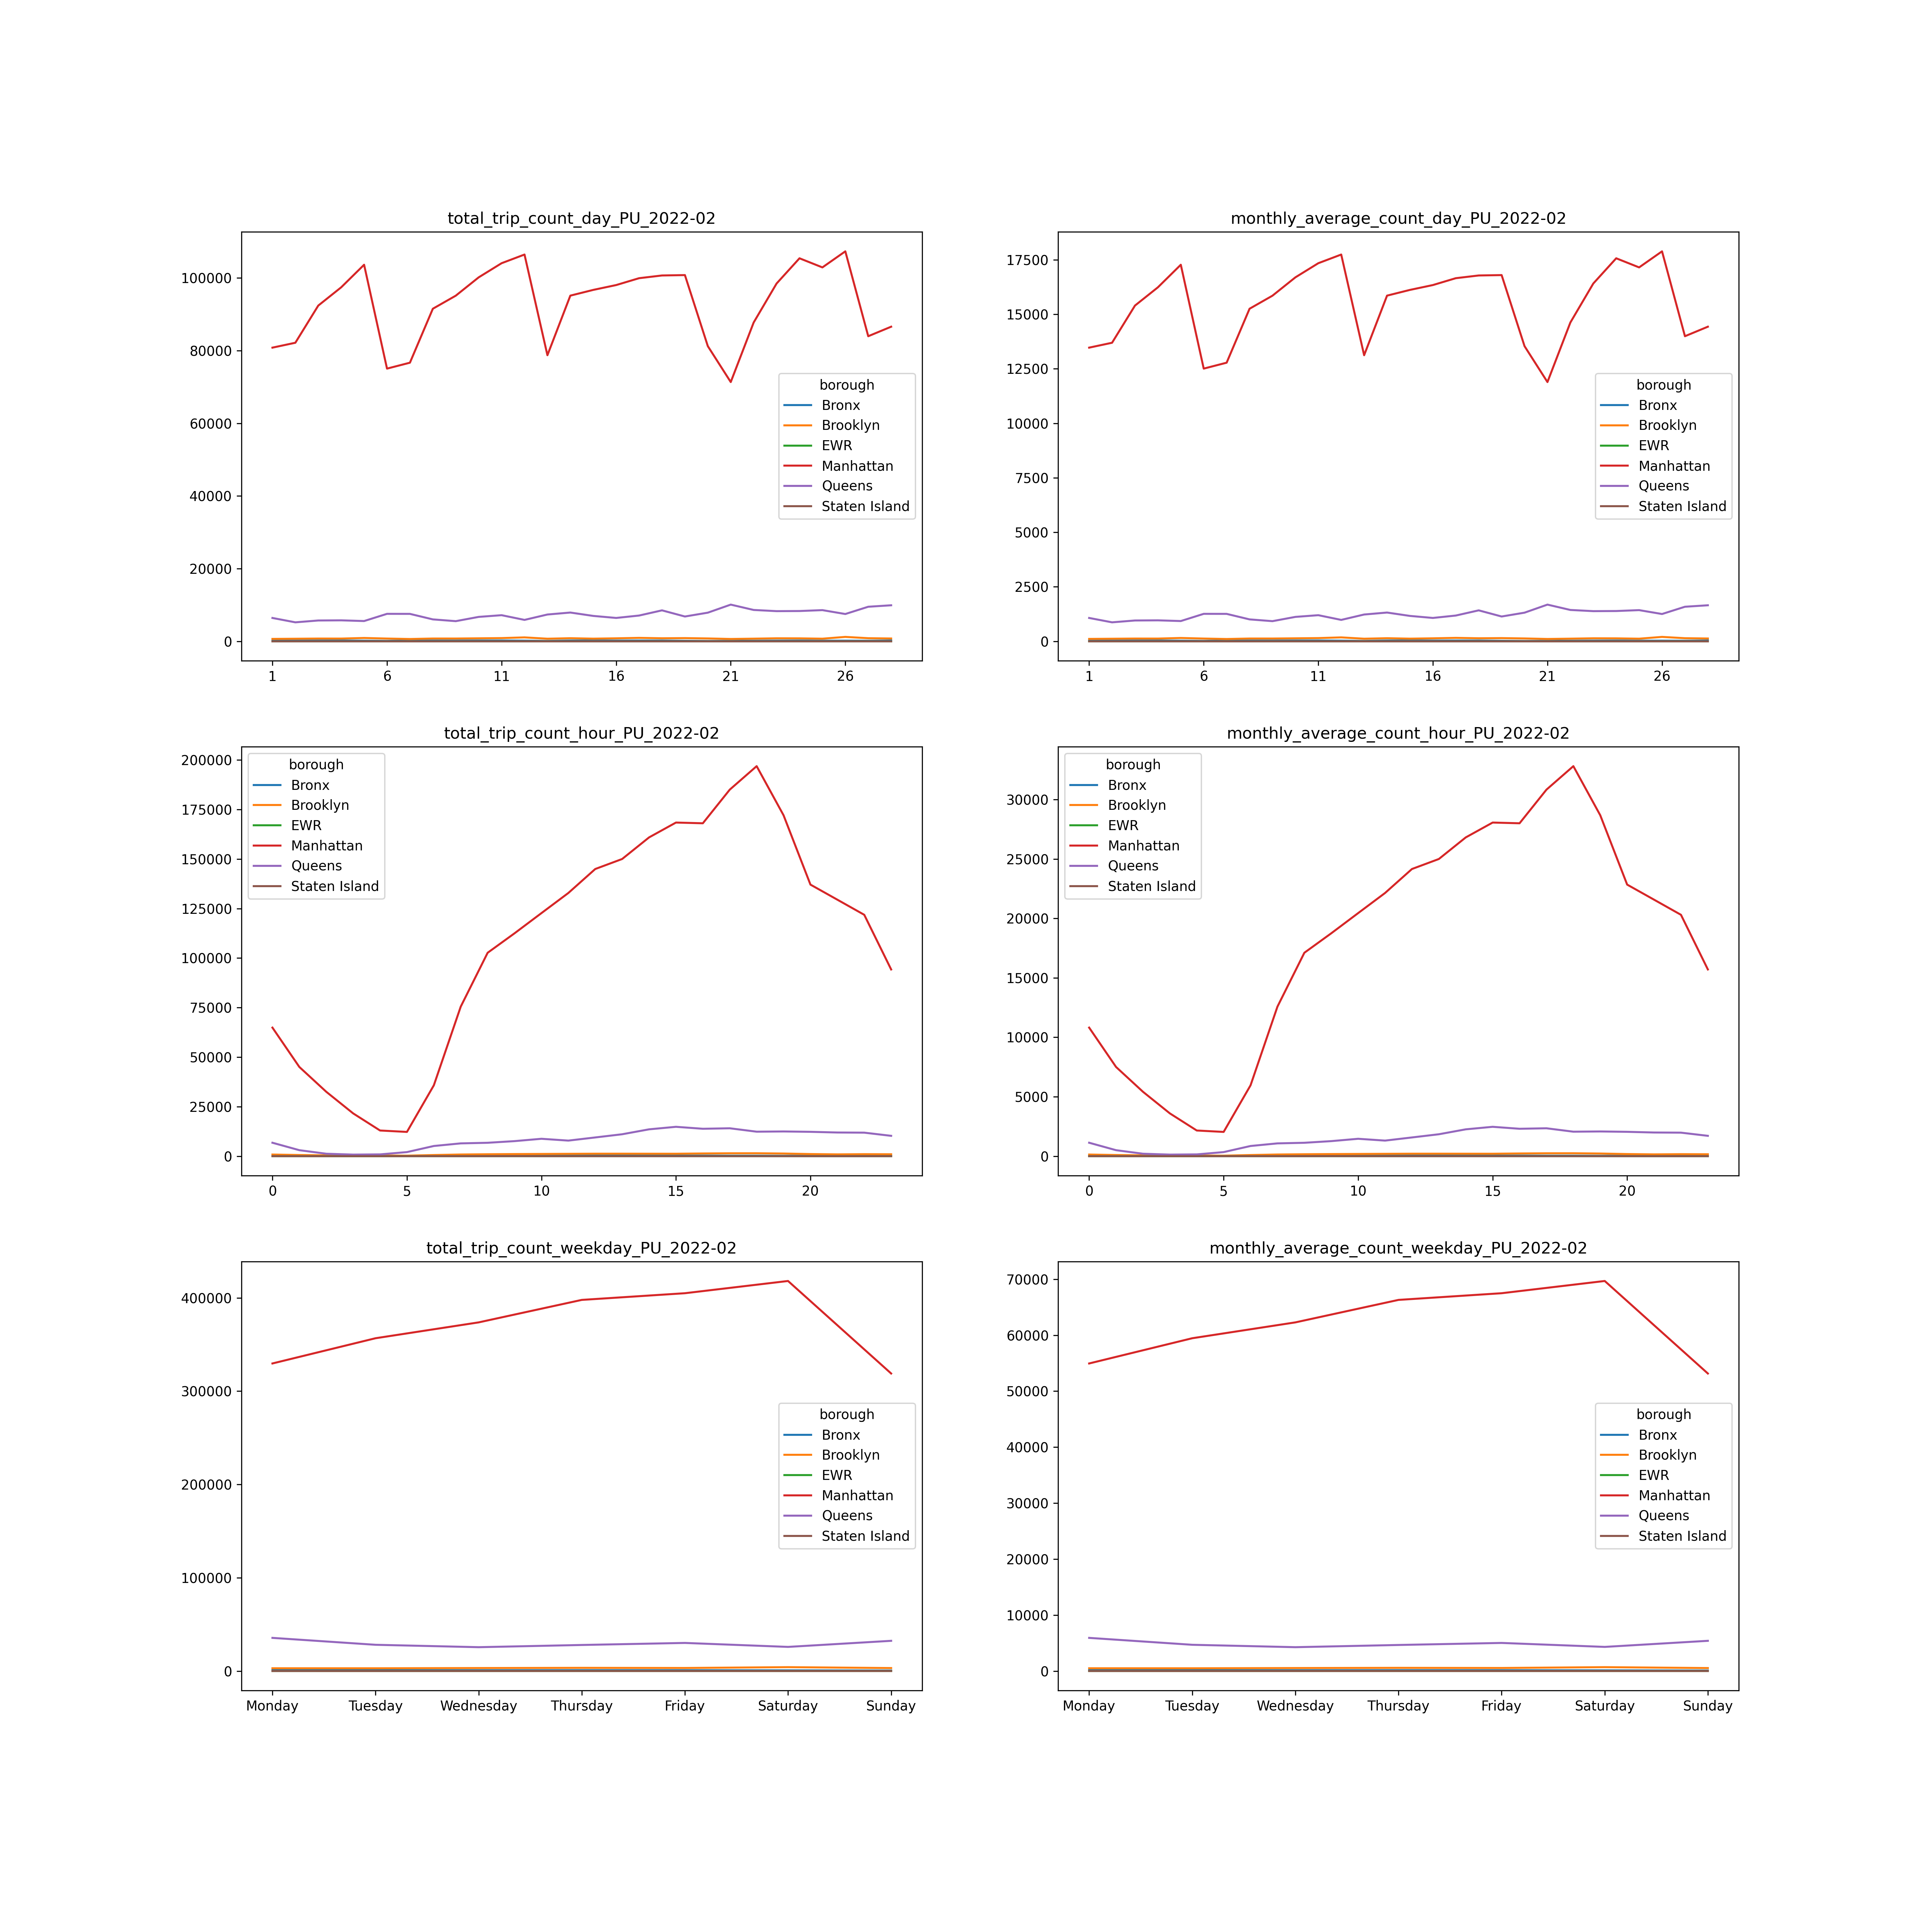 total_trip_count_day_PU_2022-02
100000
80000
60000
40000
20000
0
1 6 11 16 21 26
borough
Bronx
Brooklyn
EWR
Manhattan
Queens
Staten Island
monthly_average_count_day_PU_2022-02
17500
15000
12500
10000
7500
5000
2500
0
1 6 11 16 21 26
borough
Bronx
Brooklyn
EWR
Manhattan
Queens
Staten Island
total_trip_count_hour_PU_2022-02
200000
175000
150000
125000
100000
75000
50000
25000
0
0 5 10 15 20
borough
Bronx
Brooklyn
EWR
Manhattan
Queens
Staten Island
monthly_average_count_hour_PU_2022-02
30000
25000
20000
15000
10000
5000
0
0 5 10 15 20
borough
Bronx
Brooklyn
EWR
Manhattan
Queens
Staten Island
total_trip_count_weekday_PU_2022-02
400000
300000
200000
100000
0
Monday Tuesday Wednesday Thursday Friday Saturday Sunday
borough
Bronx
Brooklyn
EWR
Manhattan
Queens
Staten Island
monthly_average_count_weekday_PU_2022-02
70000
60000
50000
40000
30000
20000
10000
0
Monday Tuesday Wednesday Thursday Friday Saturday Sunday
borough
Bronx
Brooklyn
EWR
Manhattan
Queens
Staten Island